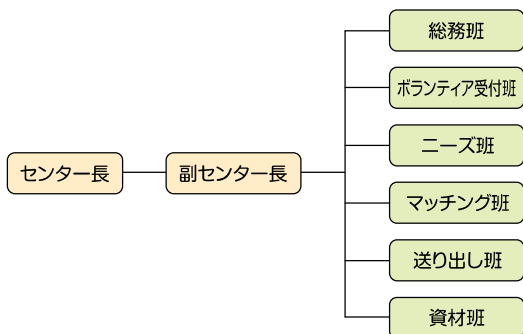 センター長
副センター長
総務班
ボランティア受付班
ニーズ班
マッチング班
送り出し班
資材班